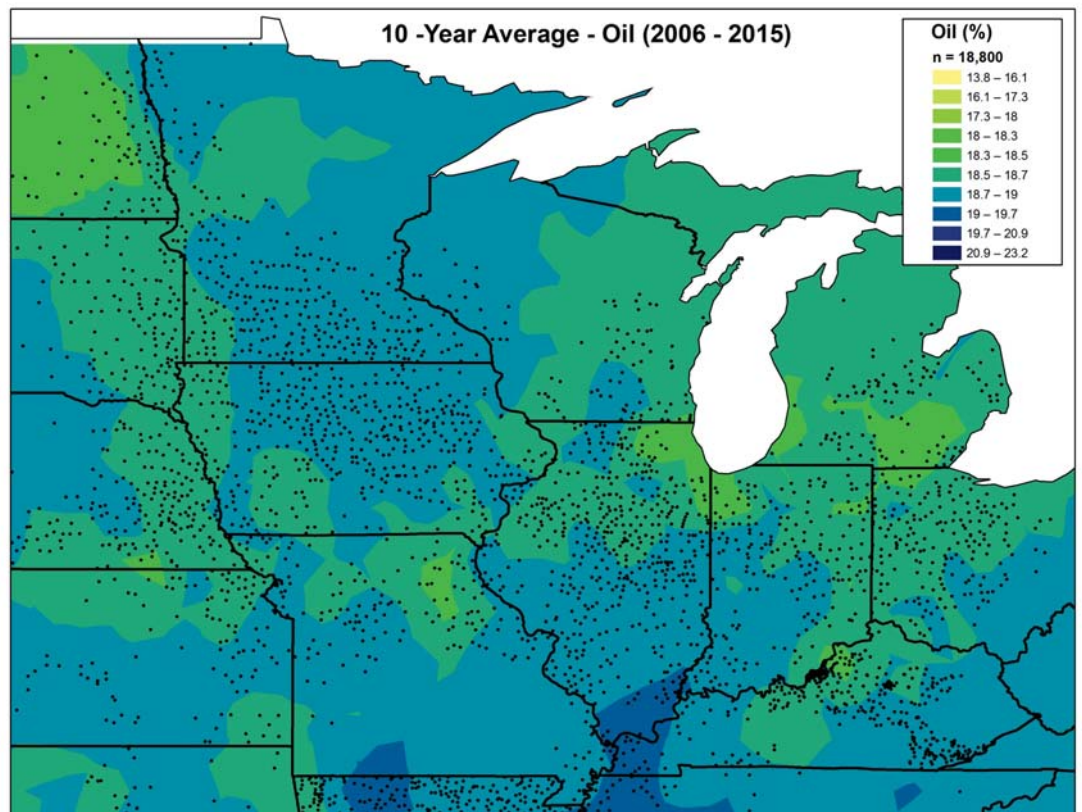 10 -Year Average - Oil (2006 - 2015)
Oil (%)
n = 18,800
13.8 – 16.1
16.1 – 17.3
17.3 – 18
18 – 18.3
18.3 – 18.5
18.5 – 18.7
18.7 – 19
19 – 19.7
19.7 – 20.9
20.9 – 23.2